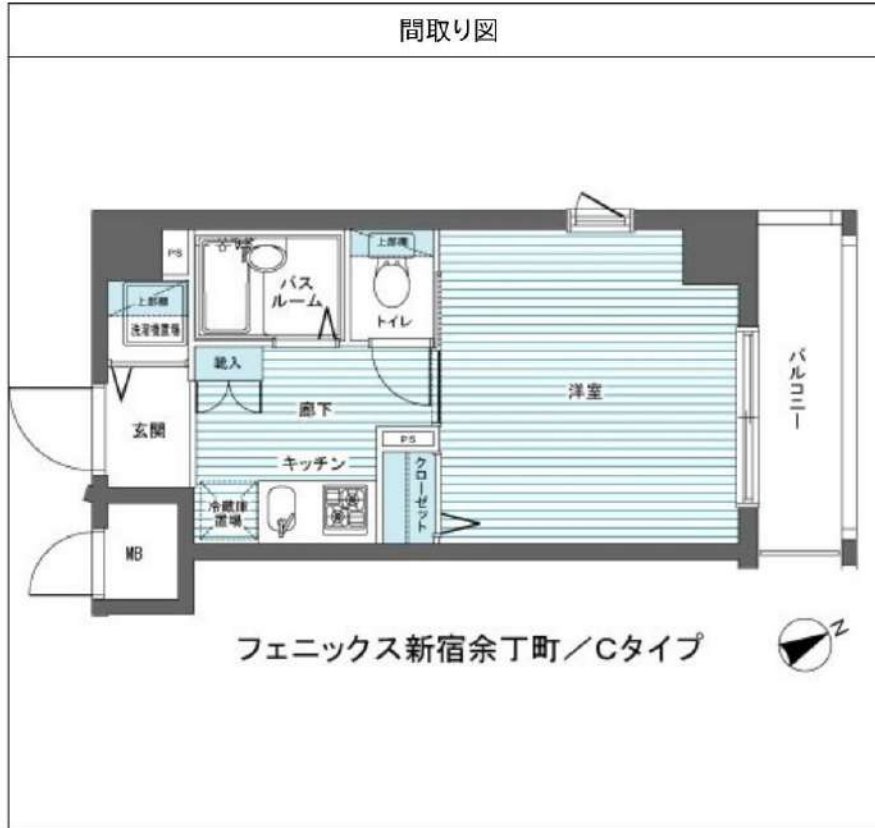 間取り図
PS
上部棚
洗濯機置場
バス
ルーム
上部棚
トイレ
靴入
廊下
洋室
バルコニー
玄関
PS
キッチン
クローゼット
冷蔵庫
置場
MB
フェニックス新宿余丁町／Cタイプ
N